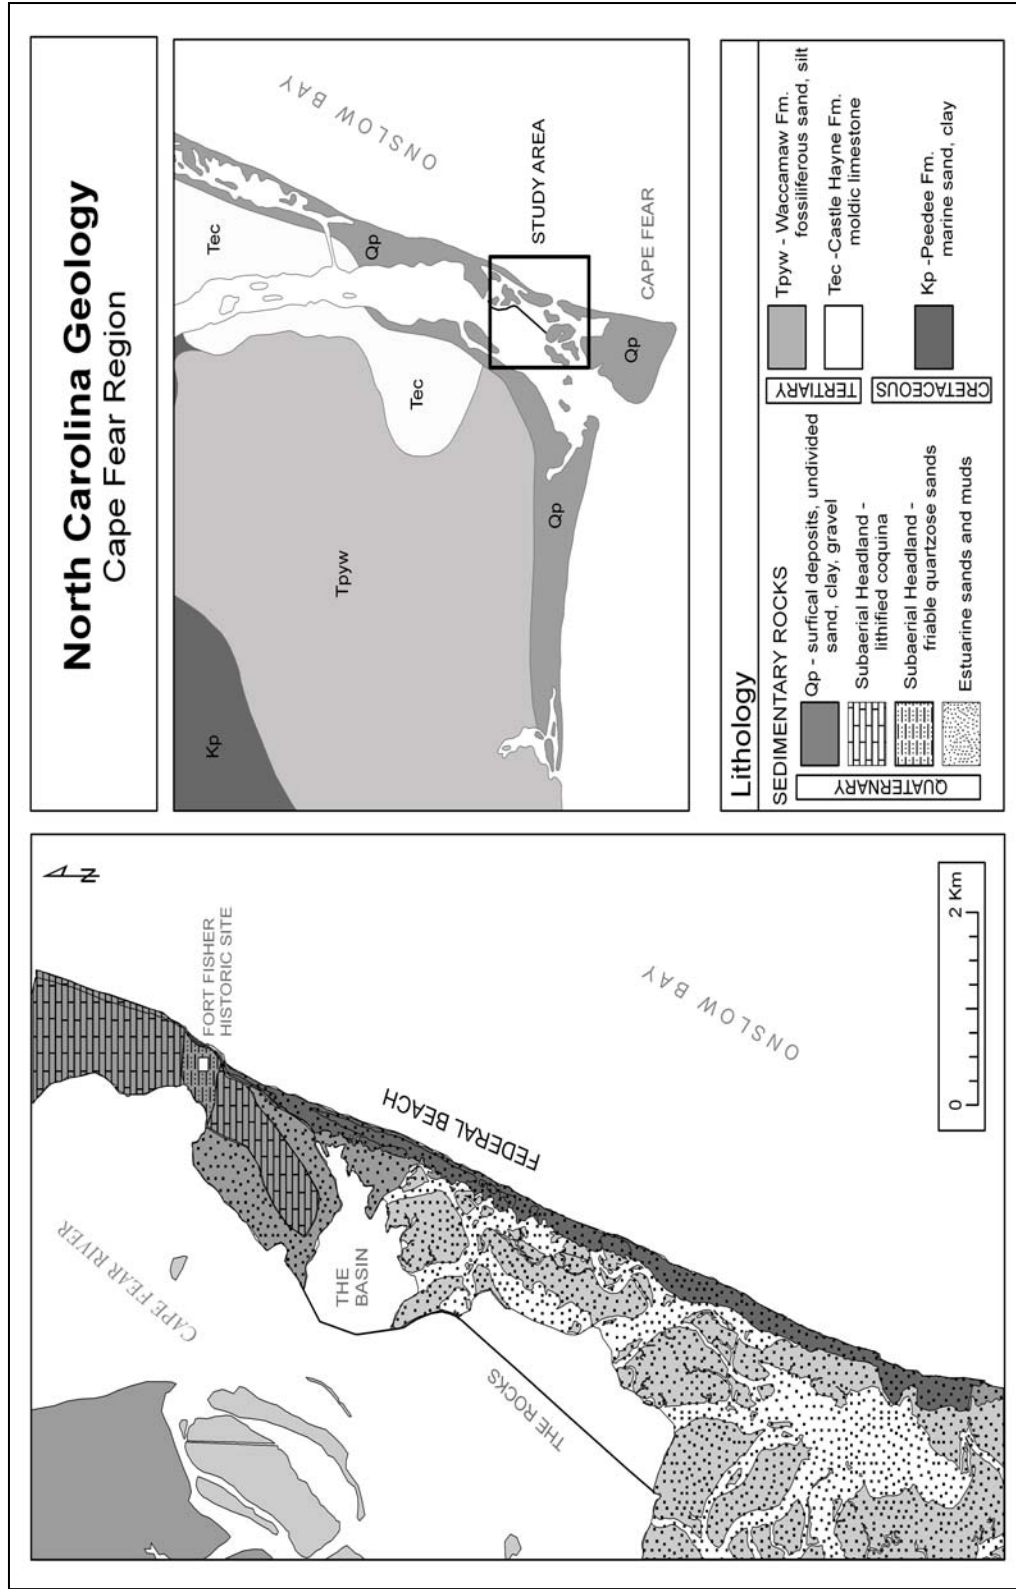 North Carolina Geology
Cape Fear Region
ONSLOW BAY
Tec
Qp
STUDY AREA
CAPE FEAR
Qp
Tec
Qp
Tpyw
Kp
Lithology
SEDIMENTARY ROCKS
QUATERNARY
Qp - surfical deposits, undivided
sand, clay, gravel
Subaerial Headland -
lithified coquina
Subaerial Headland -
friable quartzose sands
Estuarine sands and muds
TERTIARY
Tpyw - Waccamaw Fm.
fossiliferous sand, silt
TERTIARY
Tec -Castle Hayne Fm.
moldic limestone
CRETACEOUS
Kp -Peedee Fm.
marine sand, clay
N
FORT FISHER
HISTORIC SITE
CAPE FEAR RIVER
THE
BASIN
FEDERAL BEACH
ONSLOW BAY
THE ROCKS
0 2 Km